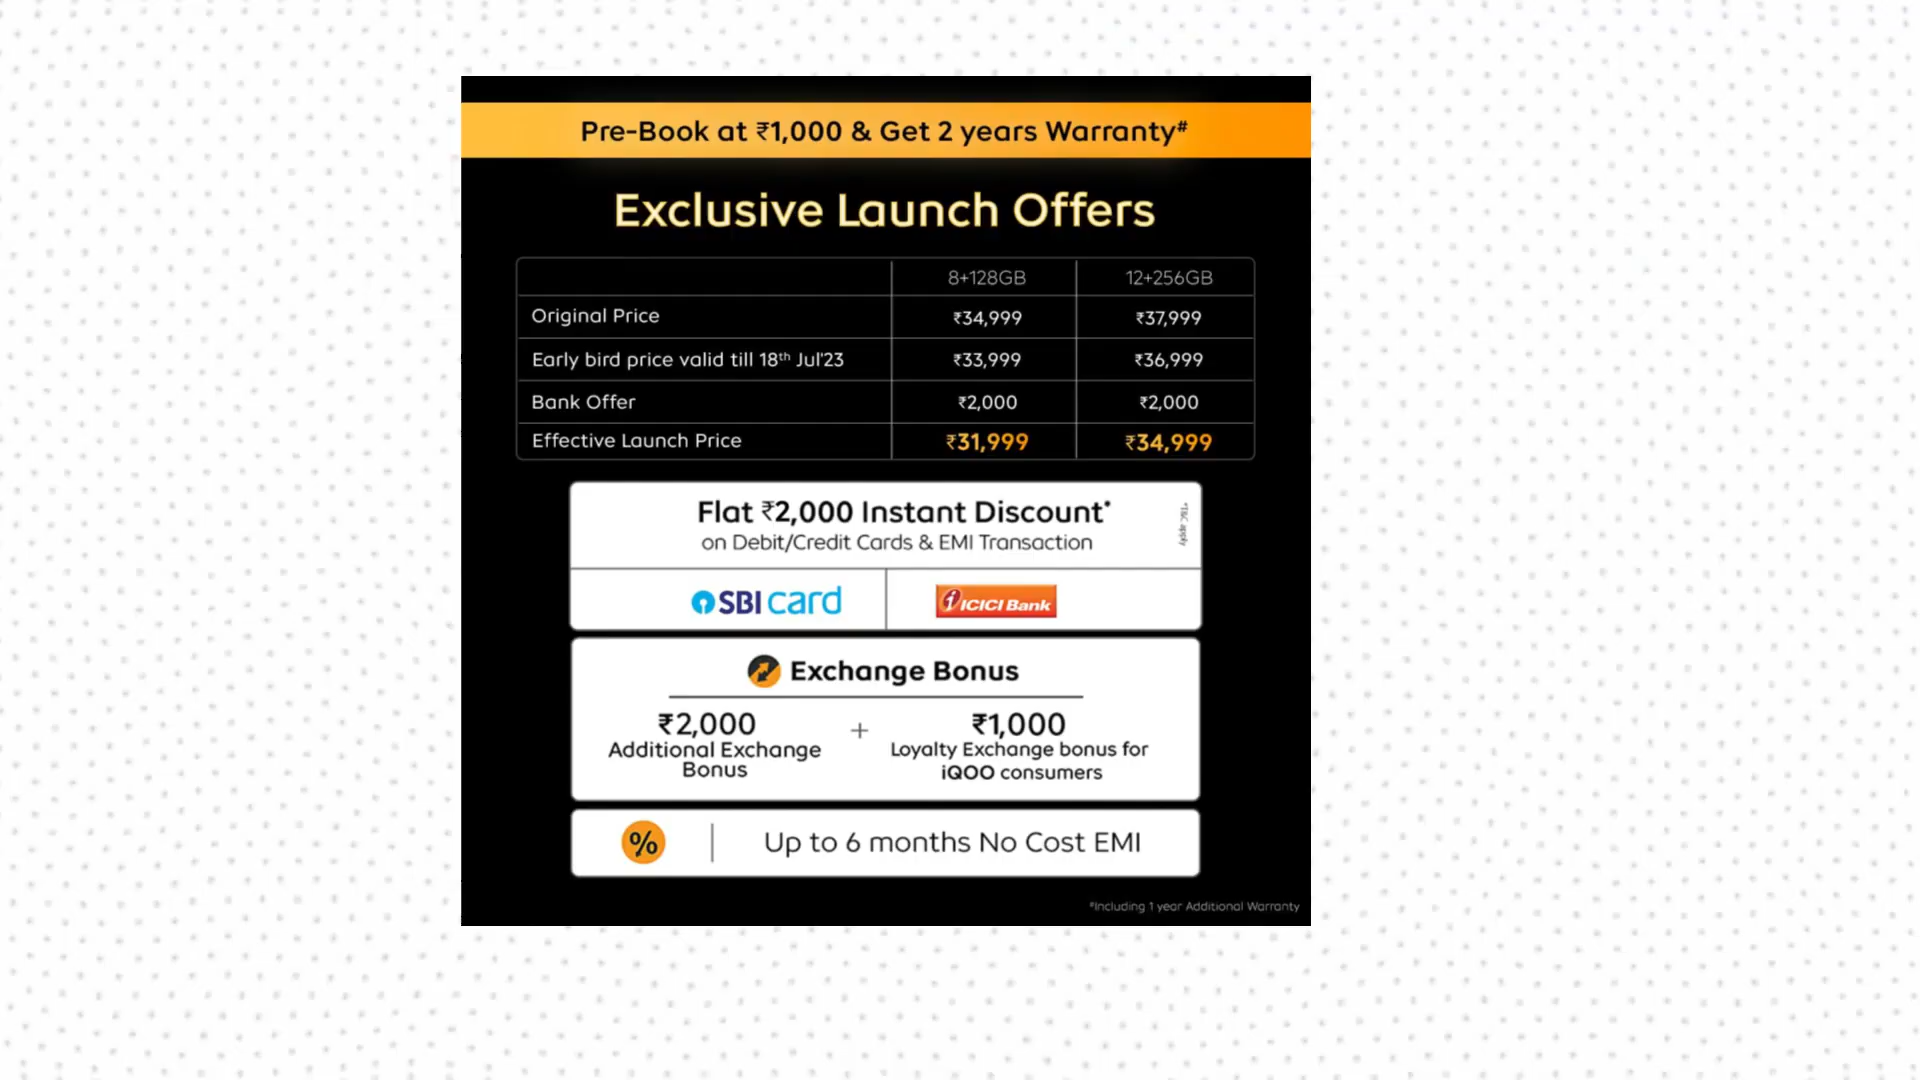 Pre-Book at ₹1,000 & Get 2 years Warranty#
Exclusive Launch Offers
8+128GB 12+256GB
Original Price ₹34,999 ₹37,999
Early bird price valid till 18th Jul'23 ₹33,999 ₹36,999
Bank Offer ₹2,000 ₹2,000
Effective Launch Price ₹31,999 ₹34,999
Flat ₹2,000 Instant Discount*
on Debit/Credit Cards & EMI Transaction
*T&C apply
SBI card ICICI Bank
Exchange Bonus
₹2,000 + ₹1,000
Additional Exchange Loyalty Exchange bonus for
Bonus iQOO consumers
% Up to 6 months No Cost EMI
#Including 1 year Additional Warranty